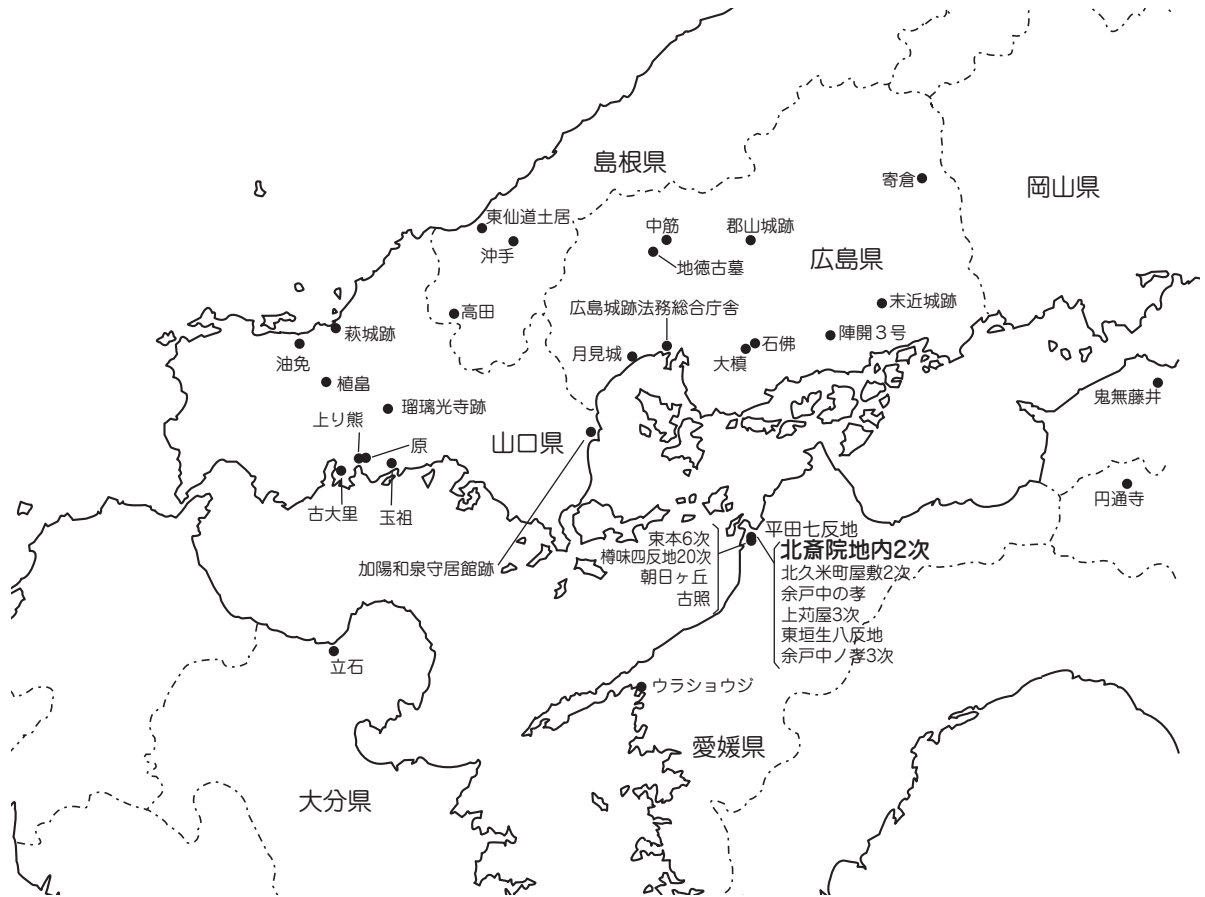 島根県
岡山県
寄倉
東仙道土居
沖手
中筋
郡山城跡
地徳古墓
広島県
高田
広島城跡法務総合庁舎
末近城跡
萩城跡
油免
月見城
大槙
石佛
陣開3号
植畠
鬼無藤井
瑠璃光寺跡
上り熊
原
山口県
古大里
玉祖
円通寺
加陽和泉守居館跡
東本6次
樽味四反地20次
朝日ヶ丘
古照
平田七反地
北斎院地内2次
北久米町屋敷2次
余戸中の孝
上苅屋3次
東垣生八反地
余戸中ノ孝3次
立石
ウラショウジ
愛媛県
大分県